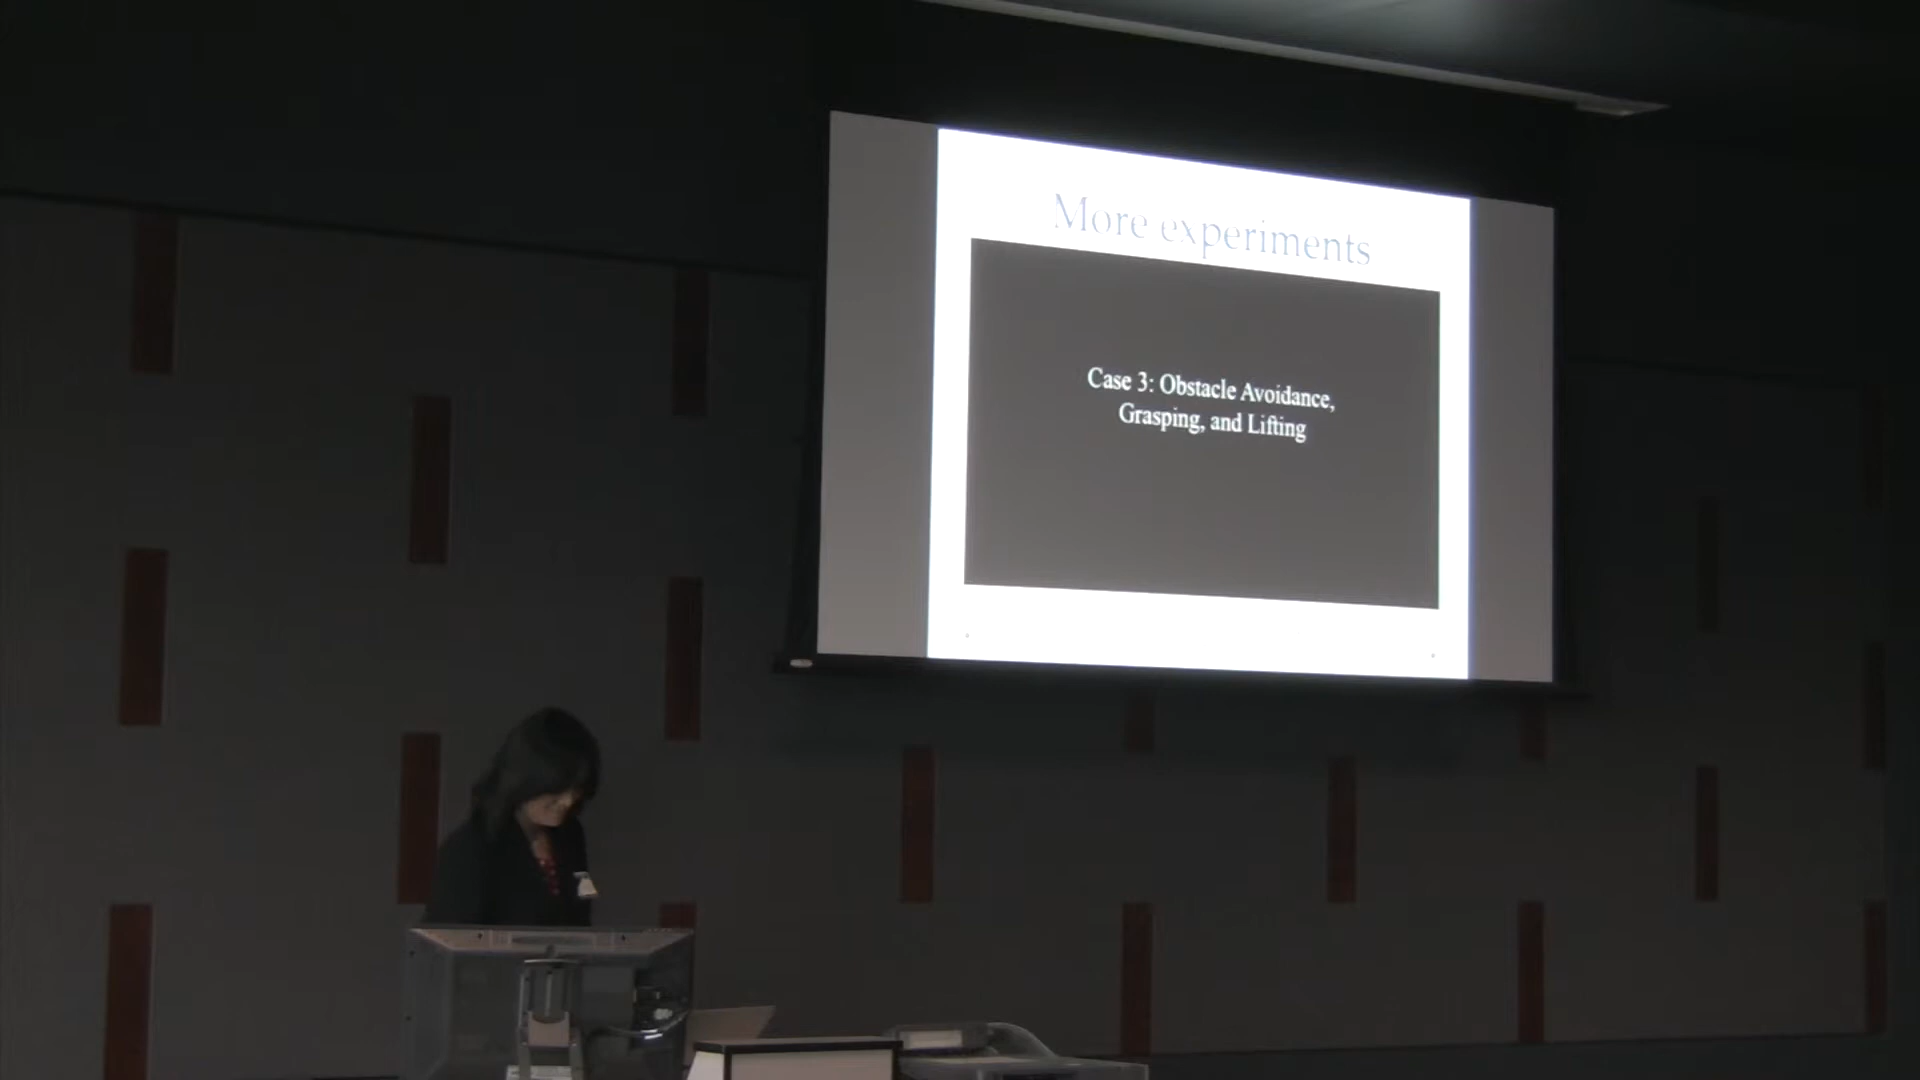 More experiments
Case 3: Obstacle Avoidance,
Grasping, and Lifting